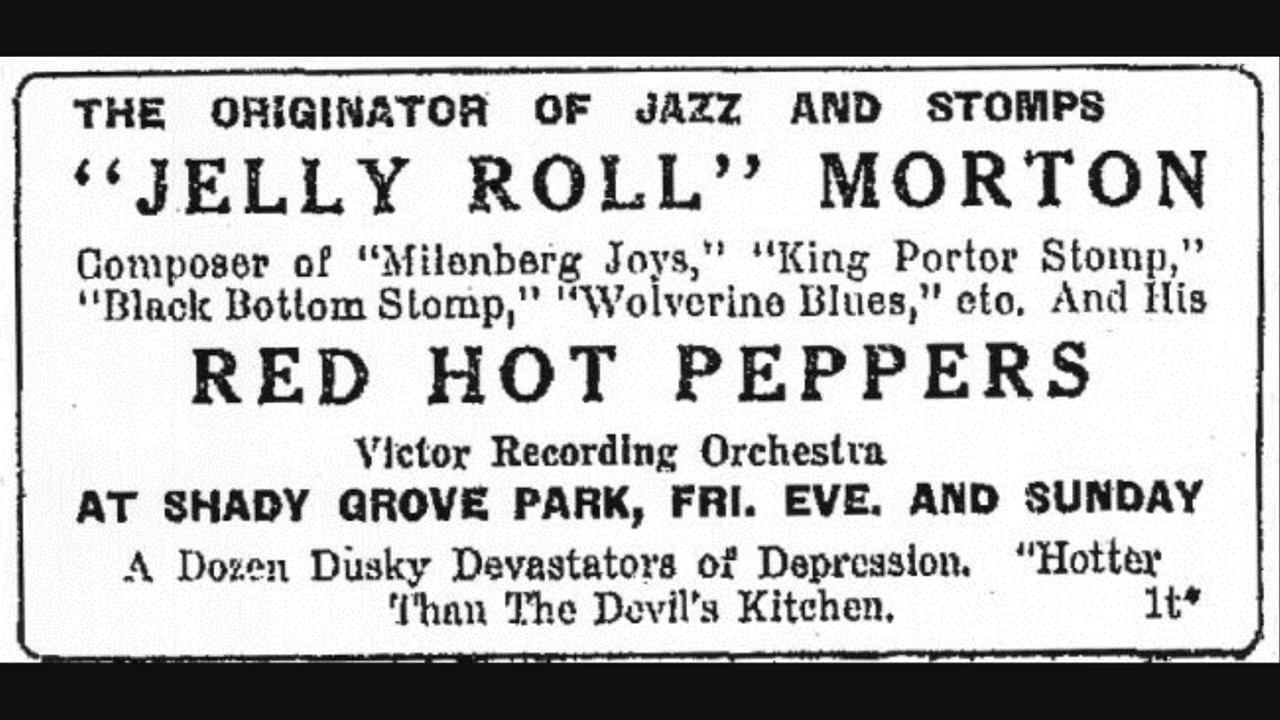 THE ORIGINATOR OF JAZZ AND STOMPS
“JELLY ROLL” MORTON
Composer of “Milenberg Joys,” “King Porter Stomp,”
“Black Bottom Stomp,” “Wolverine Blues,” etc. And His
RED HOT PEPPERS
Victor Recording Orchestra
AT SHADY GROVE PARK, FRI. EVE. AND SUNDAY
A Dozen Dusky Devastators of Depression. “Hotter
Than The Devil's Kitchen. 1t*